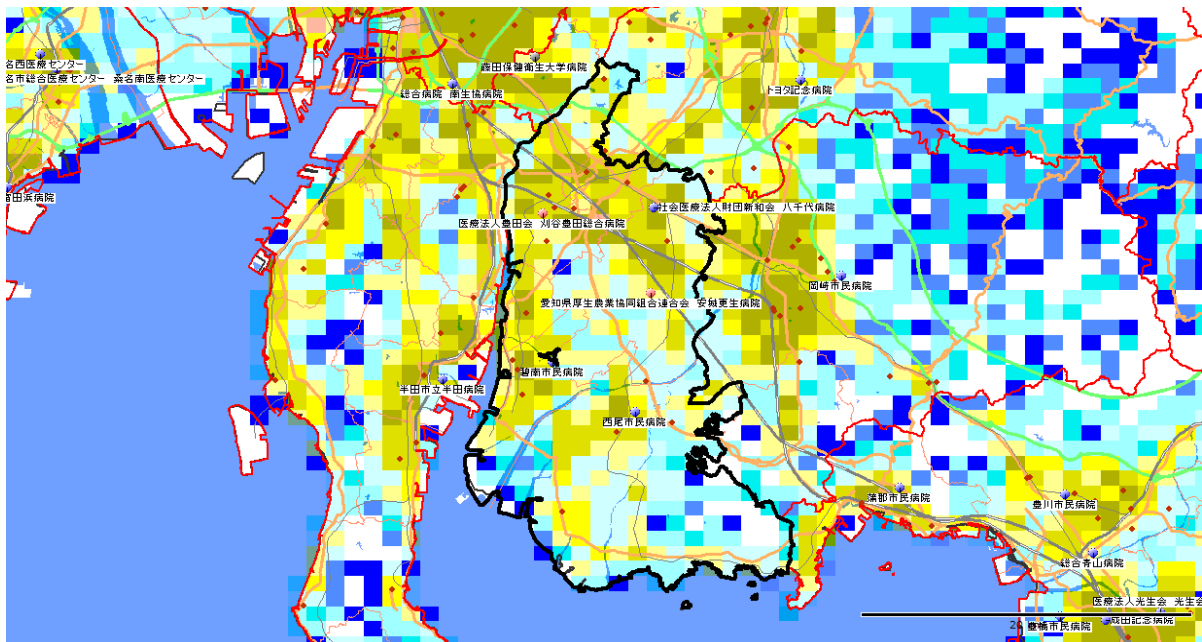 名西医療センター
藤田保健衛生大学病院
名市総合医療センター 桑名南医療センター
総合病院 南生協病院
トヨタ記念病院
富田浜病院
社会医療法人財団新和会 八千代病院
医療法人豊田会 刈谷豊田総合病院
岡崎市民病院
愛知県厚生農業協同組合連合会 安城更生病院
碧南市民病院
半田市立半田病院
西尾市民病院
蒲郡市民病院
豊川市民病院
総合青山病院
医療法人光生会 光生会
豊橋市民病院
成田記念病院